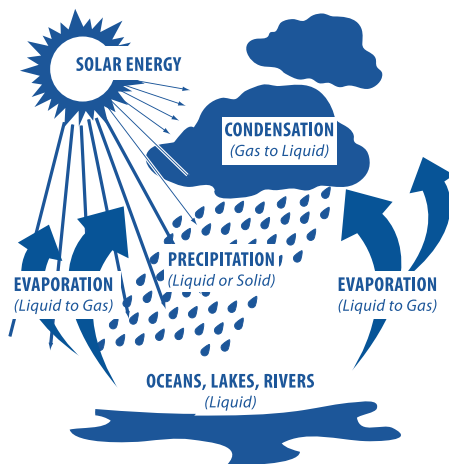 SOLAR ENERGY
CONDENSATION
(Gas to Liquid)
PRECIPITATION
(Liquid or Solid)
EVAPORATION
(Liquid to Gas)
EVAPORATION
(Liquid to Gas)
OCEANS, LAKES, RIVERS
(Liquid)